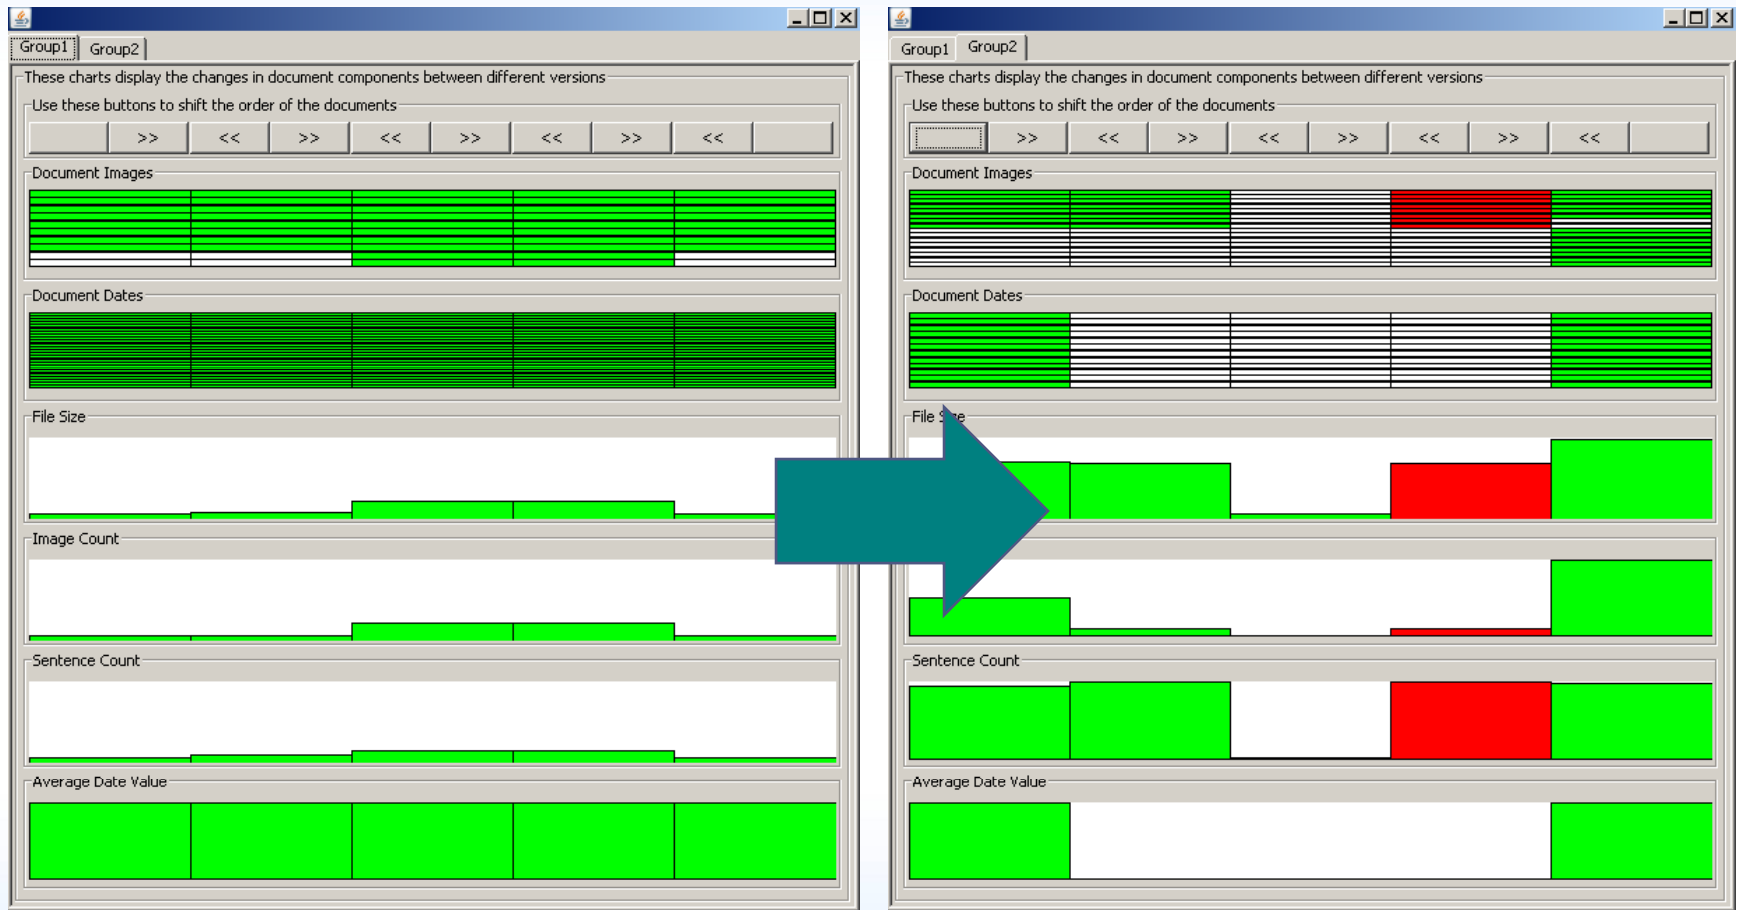 Group1 Group2
These charts display the changes in document components between different versions
Use these buttons to shift the order of the documents
>> << >> << >> << >> <<
Document Images
Document Dates
File Size
Image Count
Sentence Count
Average Date Value
Group1 Group2
These charts display the changes in document components between different versions
Use these buttons to shift the order of the documents
>> << >> << >> << >> <<
Document Images
Document Dates
File
Sentence Count
Average Date Value